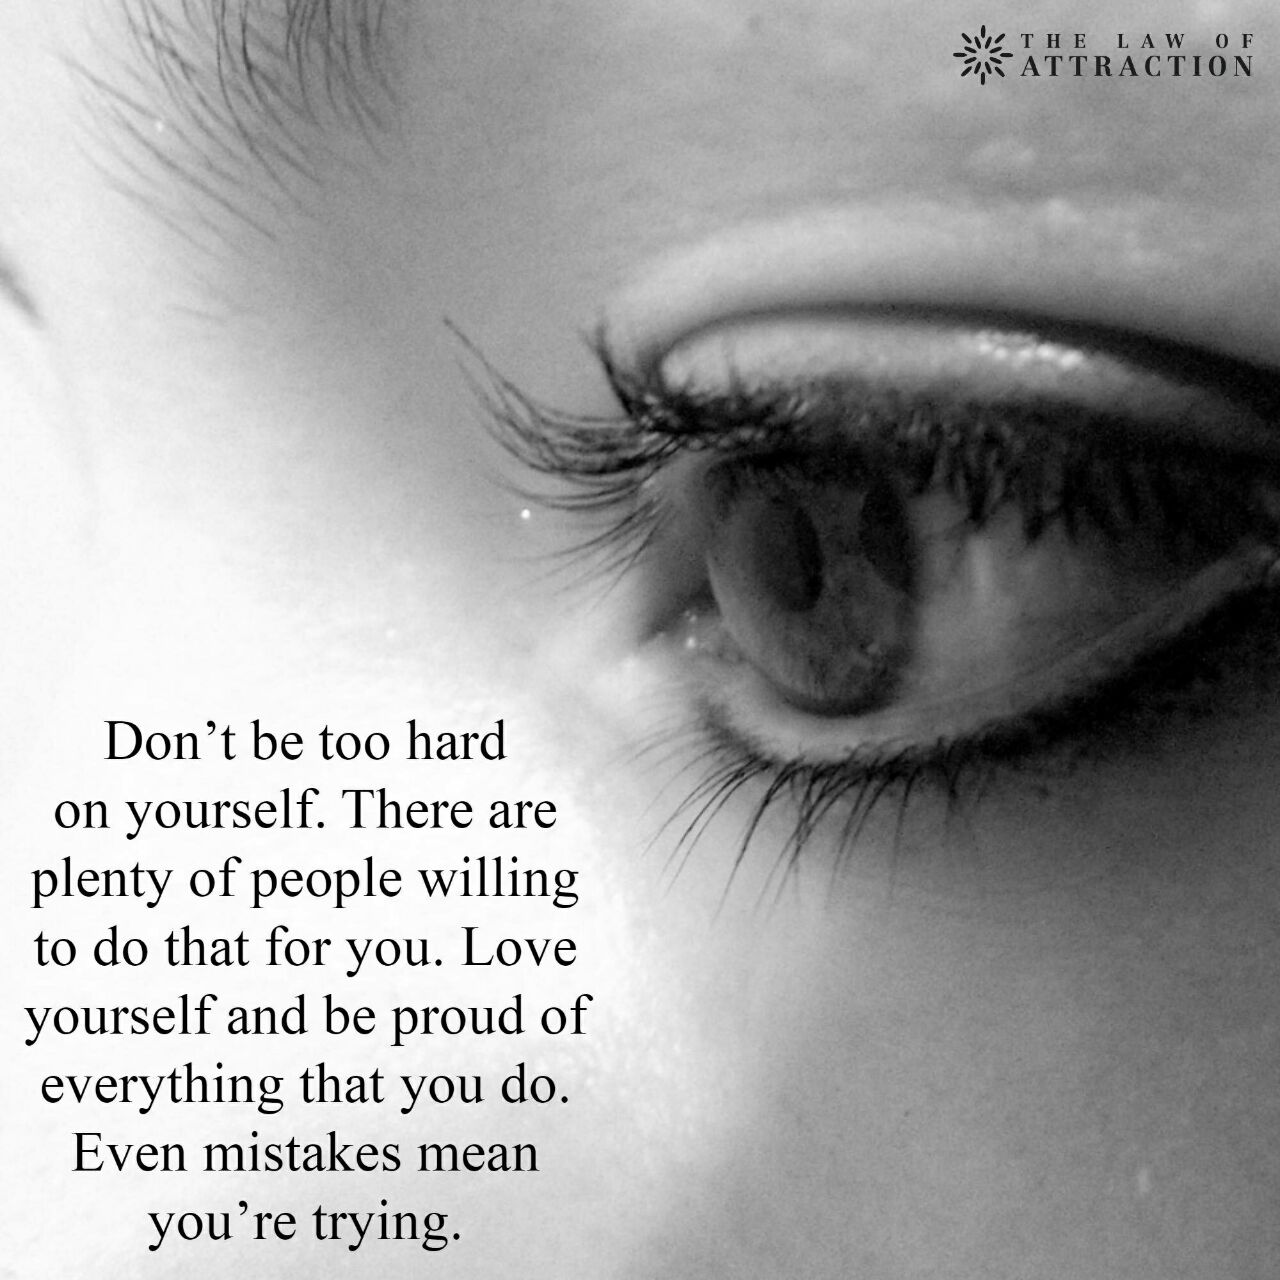 THE LAW OF
ATTRACTION
Don’t be too hard
on yourself. There are
plenty of people willing
to do that for you. Love
yourself and be proud of
everything that you do.
Even mistakes mean
you’re trying.